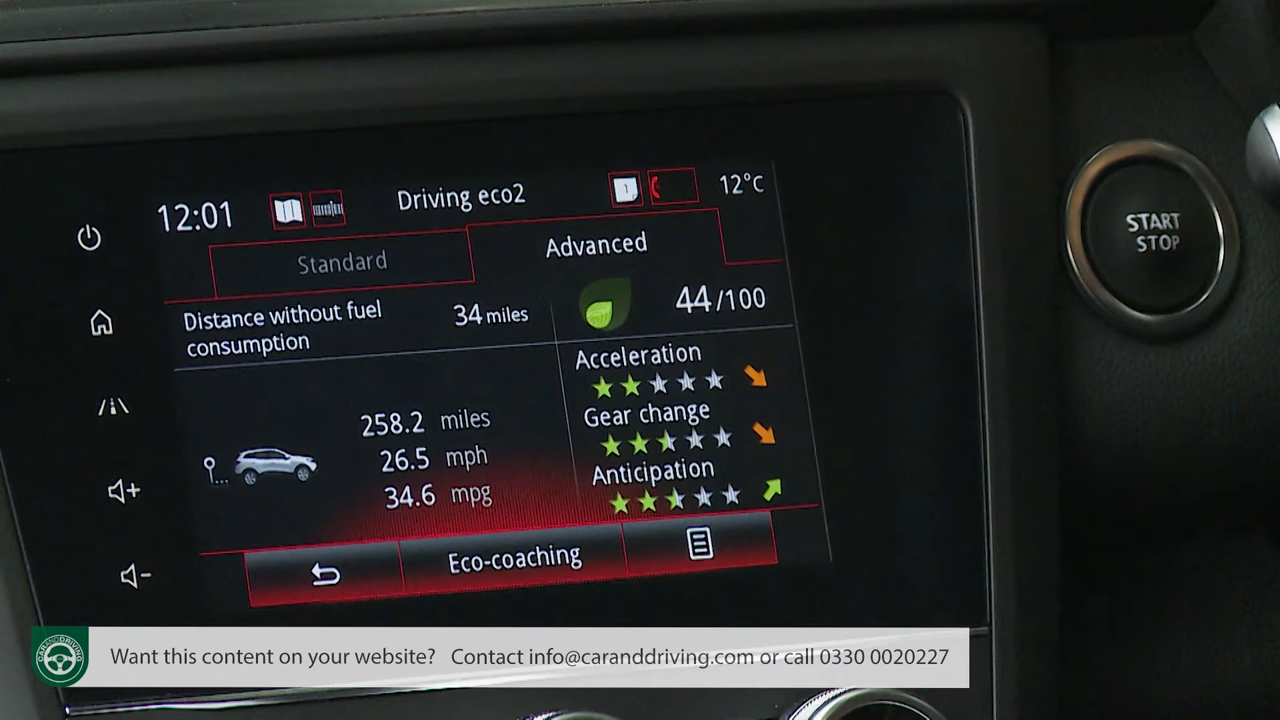 12:01
Driving eco2
1
12°C
Standard
Advanced
Distance without fuel
consumption
34 miles
44/100
Acceleration
258.2 miles
Gear change
26.5 mph
Anticipation
34.6 mpg
Eco-coaching
START
STOP
CARANDDRIVING
Want this content on your website? Contact info@caranddriving.com or call 0330 0020227